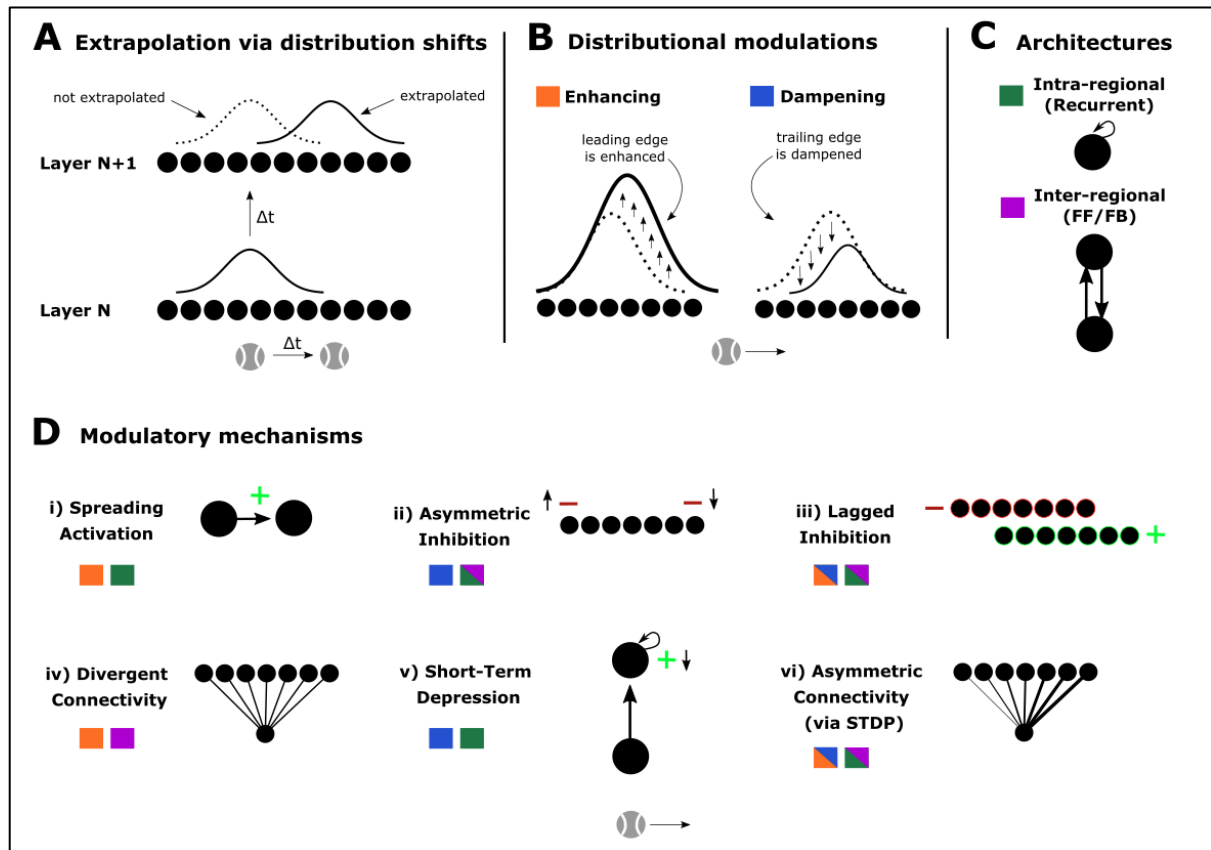 A Extrapolation via distribution shifts
not extrapolated
extrapolated
Layer N+1
Δt
Layer N
Δt
B Distributional modulations
Enhancing
Dampening
leading edge
is enhanced
trailing edge
is dampened
C Architectures
Intra-regional
(Recurrent)
Inter-regional
(FF/FB)
D Modulatory mechanisms
i) Spreading
Activation
+
ii) Asymmetric
Inhibition
− −
iii) Lagged
Inhibition
−
+
iv) Divergent
Connectivity
v) Short-Term
Depression
+
vi) Asymmetric
Connectivity
(via STDP)